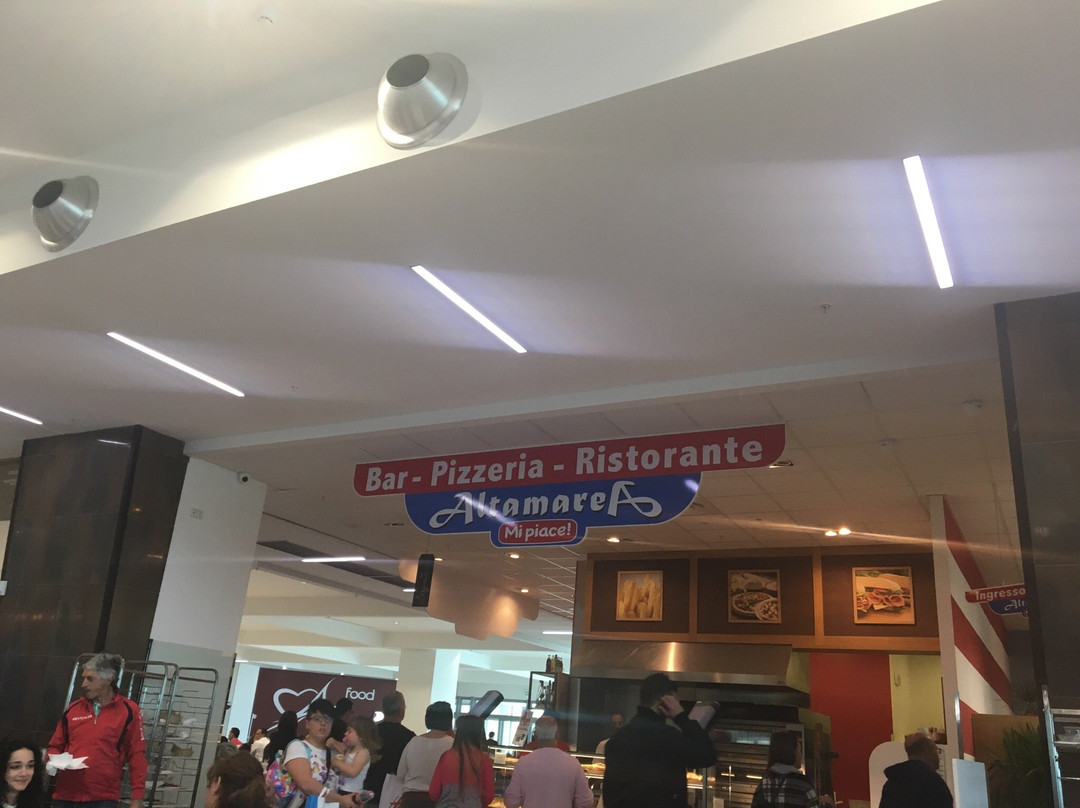 Bar - Pizzeria - Ristorante
AltamareA
Mi piace!
Ingresso
food